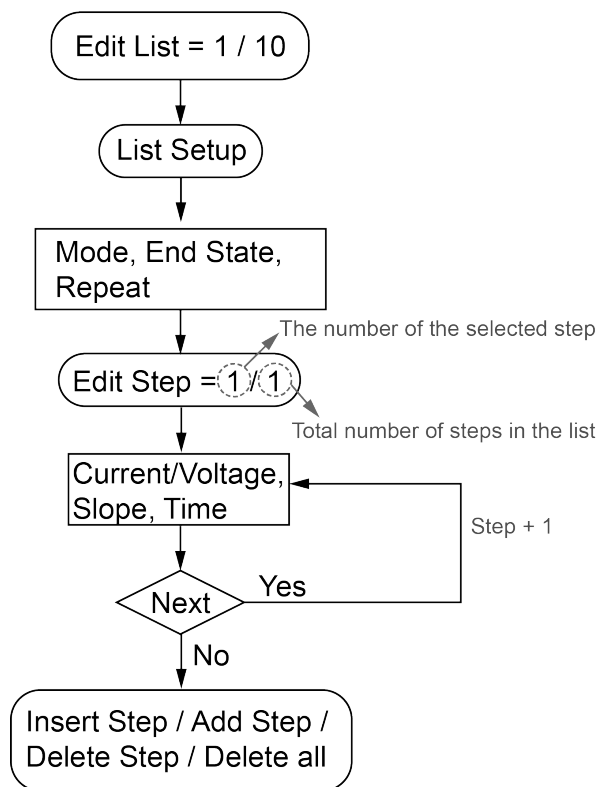 Edit List = 1 / 10
List Setup
Mode, End State,
Repeat
The number of the selected step
Edit Step = 1 / 1
Total number of steps in the list
Current/Voltage,
Slope, Time
Step + 1
Yes
Next
No
Insert Step / Add Step /
Delete Step / Delete all